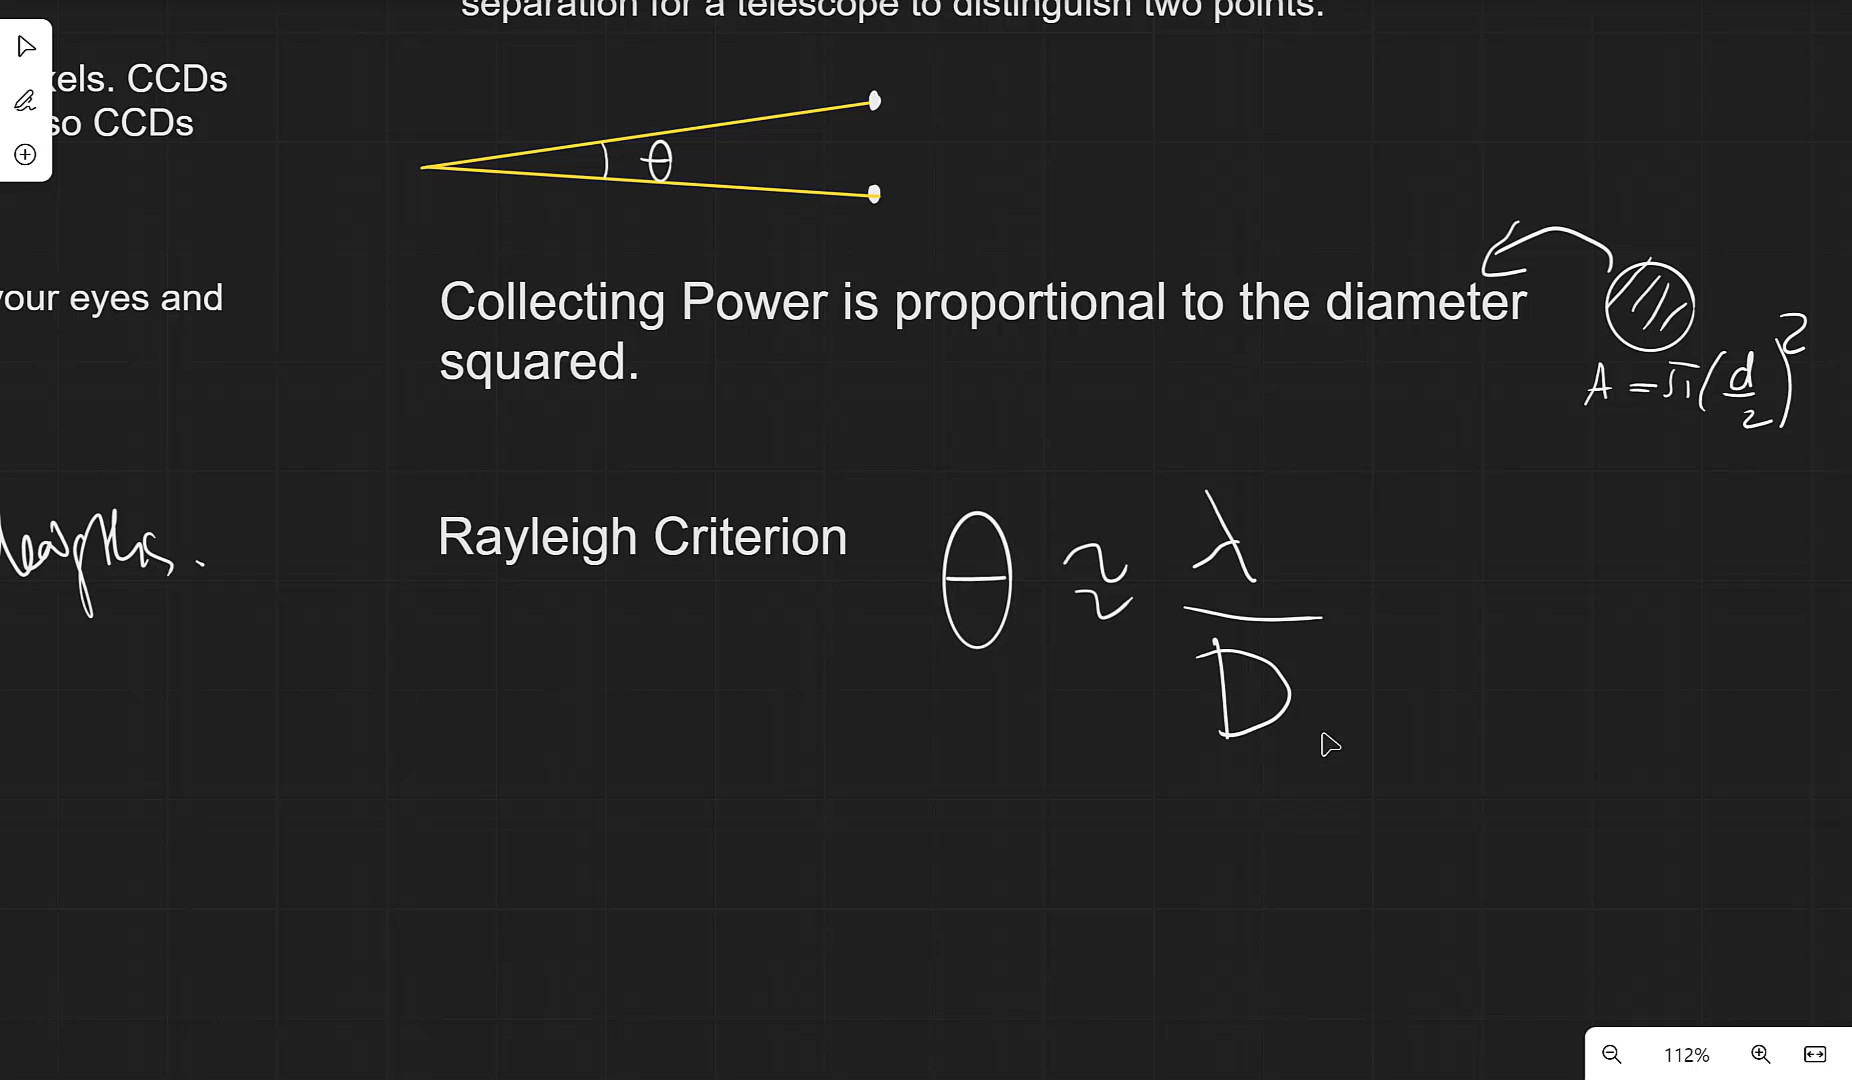 separation for a telescope to distinguish two points.
kels. CCDs
so CCDs
θ
your eyes and
Collecting Power is proportional to the diameter
squared.
A = π(d/2)²
Rayleigh Criterion θ ≈ λ/D
112%